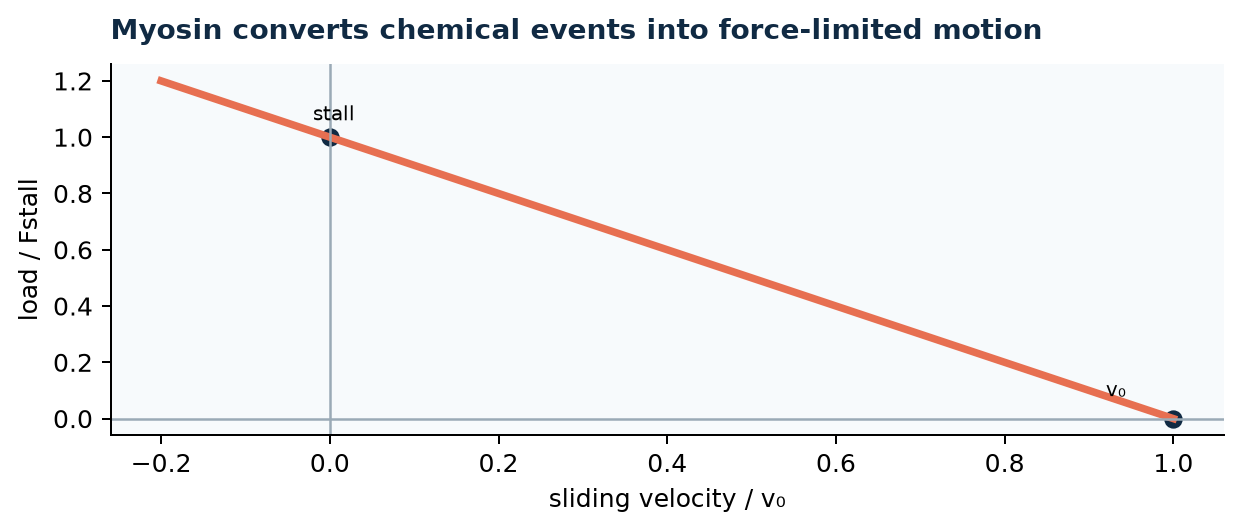 Myosin converts chemical events into force-limited motion
load / Fstall
1.2
1.0
0.8
0.6
0.4
0.2
0.0
stall
v₀
−0.2
0.0
0.2
0.4
0.6
0.8
1.0
sliding velocity / v₀